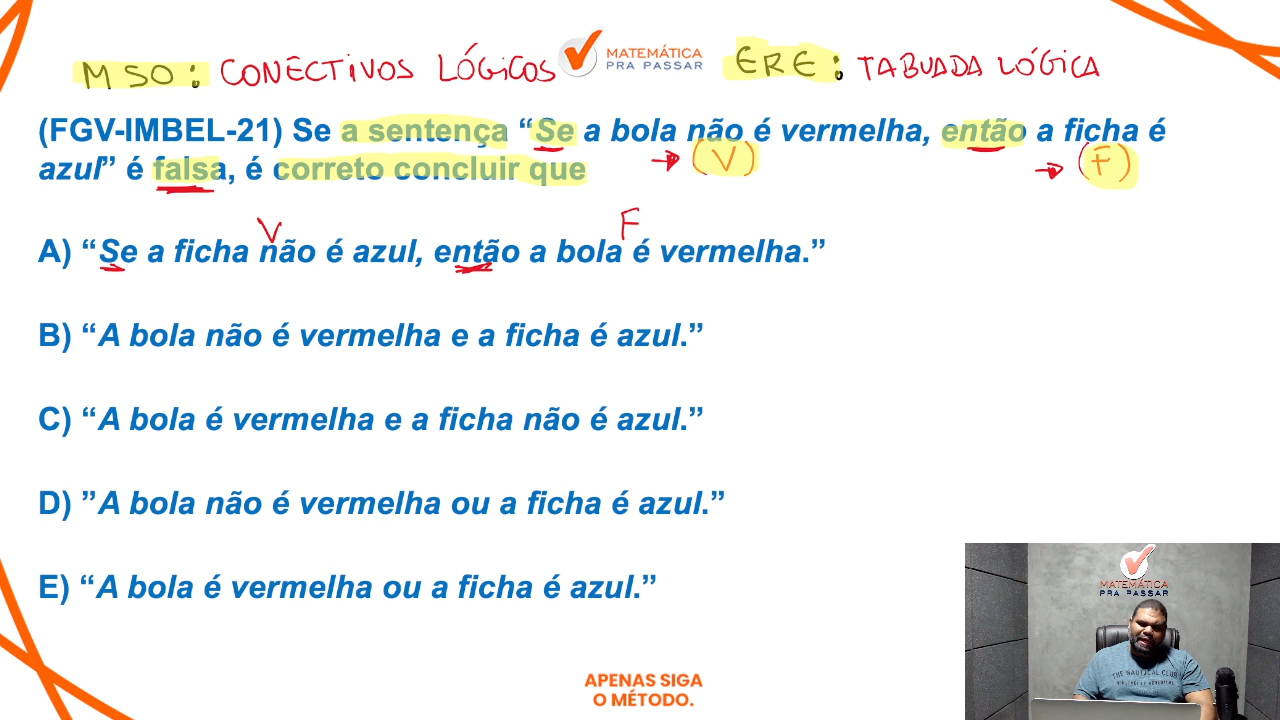 MSO: CONECTIVOS LÓGICOS
MATEMÁTICA
PRA PASSAR
ERE: TABUADA LÓGICA
(FGV-IMBEL-21) Se a sentença “Se a bola não é vermelha, então a ficha é
azul” é falsa, é correto concluir que
(V)
(F)
V
F
A) “Se a ficha não é azul, então a bola é vermelha.”
B) “A bola não é vermelha e a ficha é azul.”
C) “A bola é vermelha e a ficha não é azul.”
D) ”A bola não é vermelha ou a ficha é azul.”
E) “A bola é vermelha ou a ficha é azul.”
MATEMÁTICA
PRA PASSAR
THE NAUTICAL CLUB
APENAS SIGA
O MÉTODO.